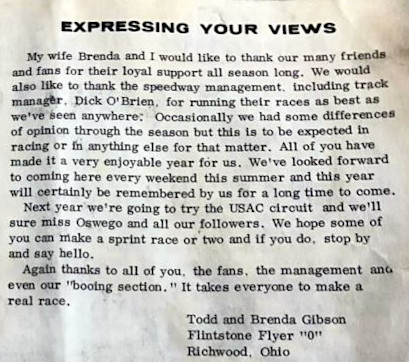 EXPRESSING YOUR VIEWS
My wife Brenda and I would like to thank our many friends
and fans for their loyal support all season long. We would
also like to thank the speedway management, including track
manager, Dick O'Brien, for running their races as best as
we've seen anywhere. Occasionally we had some differences
of opinion through the season but this is to be expected in
racing or in anything else for that matter. All of you have
made it a very enjoyable year for us. We've looked forward
to coming here every weekend this summer and this year
will certainly be remembered by us for a long time to come.
Next year we're going to try the USAC circuit and we'll
sure miss Oswego and all our followers. We hope some of
you can make a sprint race or two and if you do, stop by
and say hello.
Again thanks to all of you, the fans, the management and
even our "booing section." It takes everyone to make a
real race.
Todd and Brenda Gibson
Flintstone Flyer "0"
Richwood, Ohio